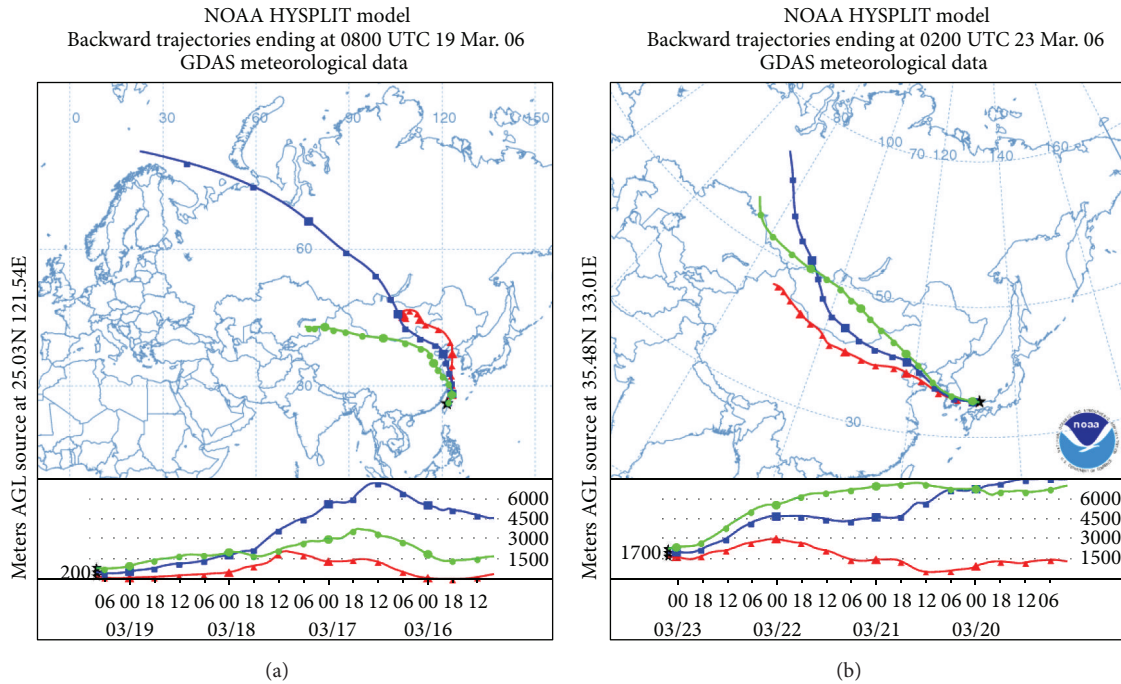 NOAA HYSPLIT model
Backward trajectories ending at 0800 UTC 19 Mar. 06
GDAS meteorological data
0 30 60 90 120 150
60
30
Meters AGL source at 25.03N 121.54E
6000
4500
3000
1500
200
06 00 18 12 06 00 18 12 06 00 18 12 06 00 18 12
03/19 03/18 03/17 03/16
(a)
NOAA HYSPLIT model
Backward trajectories ending at 0200 UTC 23 Mar. 06
GDAS meteorological data
80 100 120 140 160
70
50
30
Meters AGL source at 35.48N 133.01E
noaa
6000
4500
3000
1500
1700
00 18 12 06 00 18 12 06 00 18 12 06 00 18 12 06
03/23 03/22 03/21 03/20
(b)